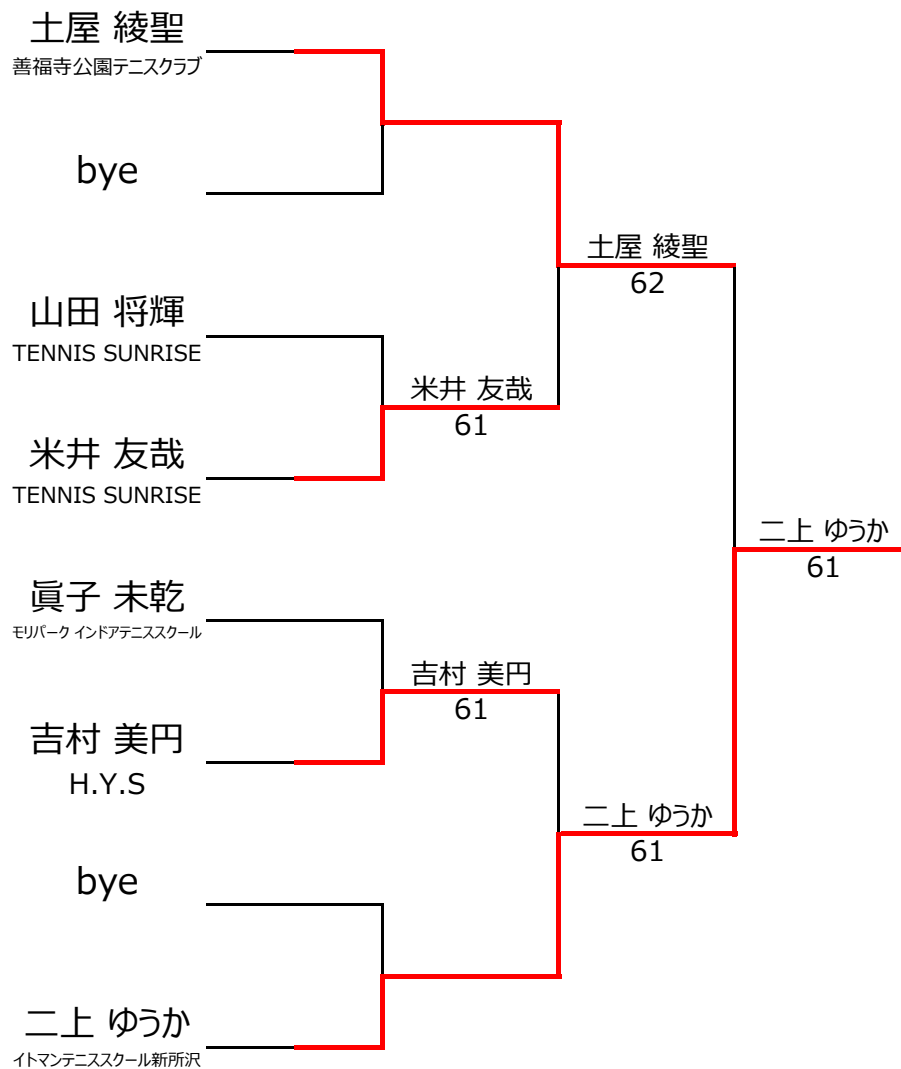 土屋 綾聖
善福寺公園テニスクラブ
bye
土屋 綾聖
62
山田 将輝
TENNIS SUNRISE
米井 友哉
61
米井 友哉
TENNIS SUNRISE
二上 ゆうか
61
眞子 未乾
モリパーク インドアテニススクール
吉村 美円
61
吉村 美円
H.Y.S
二上 ゆうか
61
bye
二上 ゆうか
イトマンテニススクール新所沢